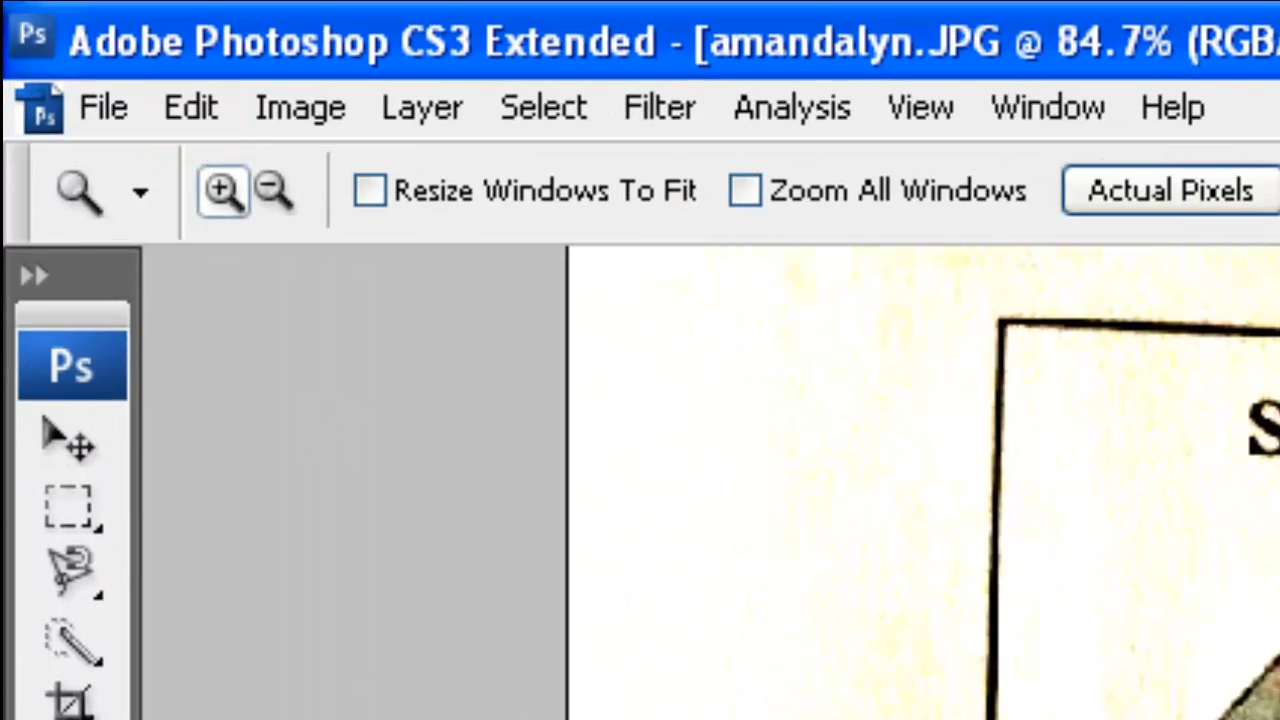 Ps Adobe Photoshop CS3 Extended - [amandalyn.JPG @ 84.7% (RGB/
Ps File Edit Image Layer Select Filter Analysis View Window Help
Resize Windows To Fit Zoom All Windows Actual Pixels
Ps
S